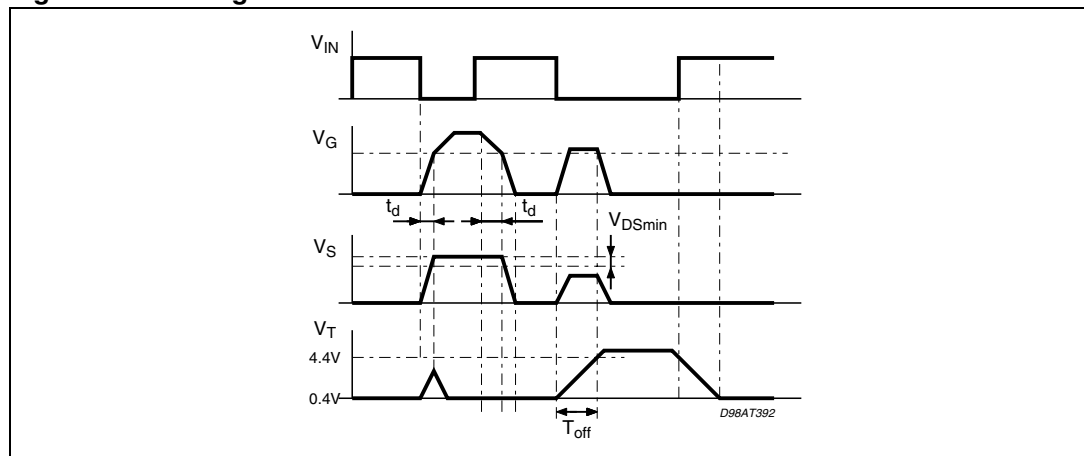 V_IN
V_G
t_d t_d
V_DSmin
V_S
V_T
4.4V
0.4V
D98AT392
T_off